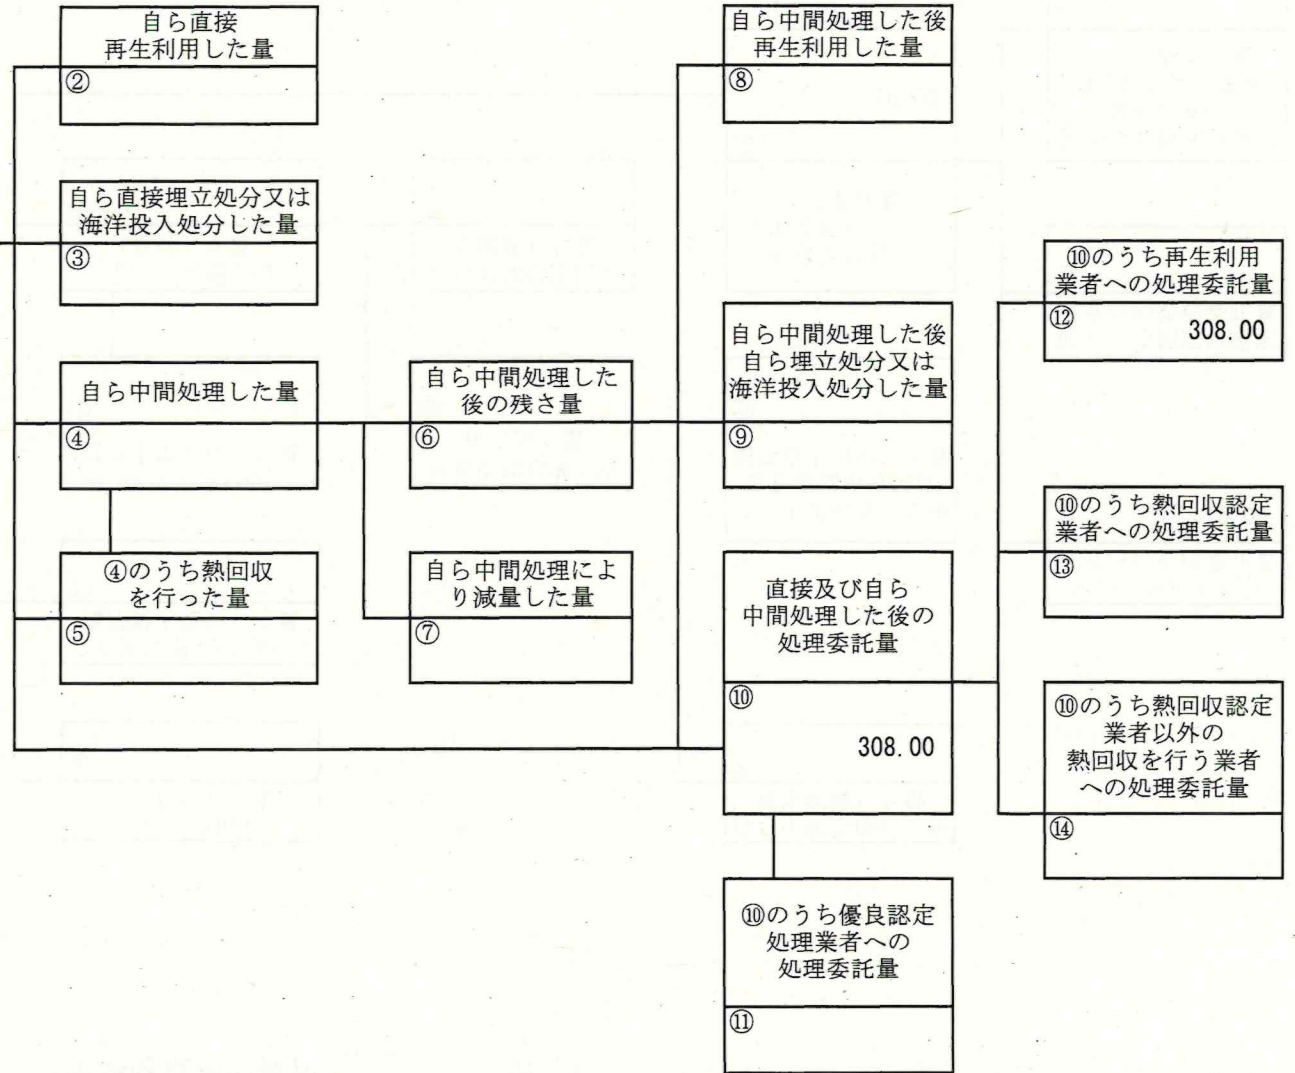 自ら直接
再生利用した量
②
自ら直接埋立処分又は
海洋投入処分した量
③
自ら中間処理した量
④
④のうち熱回収
を行った量
⑤
自ら中間処理した
後の残さ量
⑥
自ら中間処理によ
り減量した量
⑦
自ら中間処理した後
再生利用した量
⑧
自ら中間処理した後
自ら埋立処分又は
海洋投入処分した量
⑨
直接及び自ら
中間処理した後の
処理委託量
⑩
308.00
⑩のうち優良認定
処理業者への
処理委託量
⑪
⑩のうち再生利用
業者への処理委託量
⑫
308.00
⑩のうち熱回収認定
業者への処理委託量
⑬
⑩のうち熱回収認定
業者以外の
熱回収を行う業者
への処理委託量
⑭